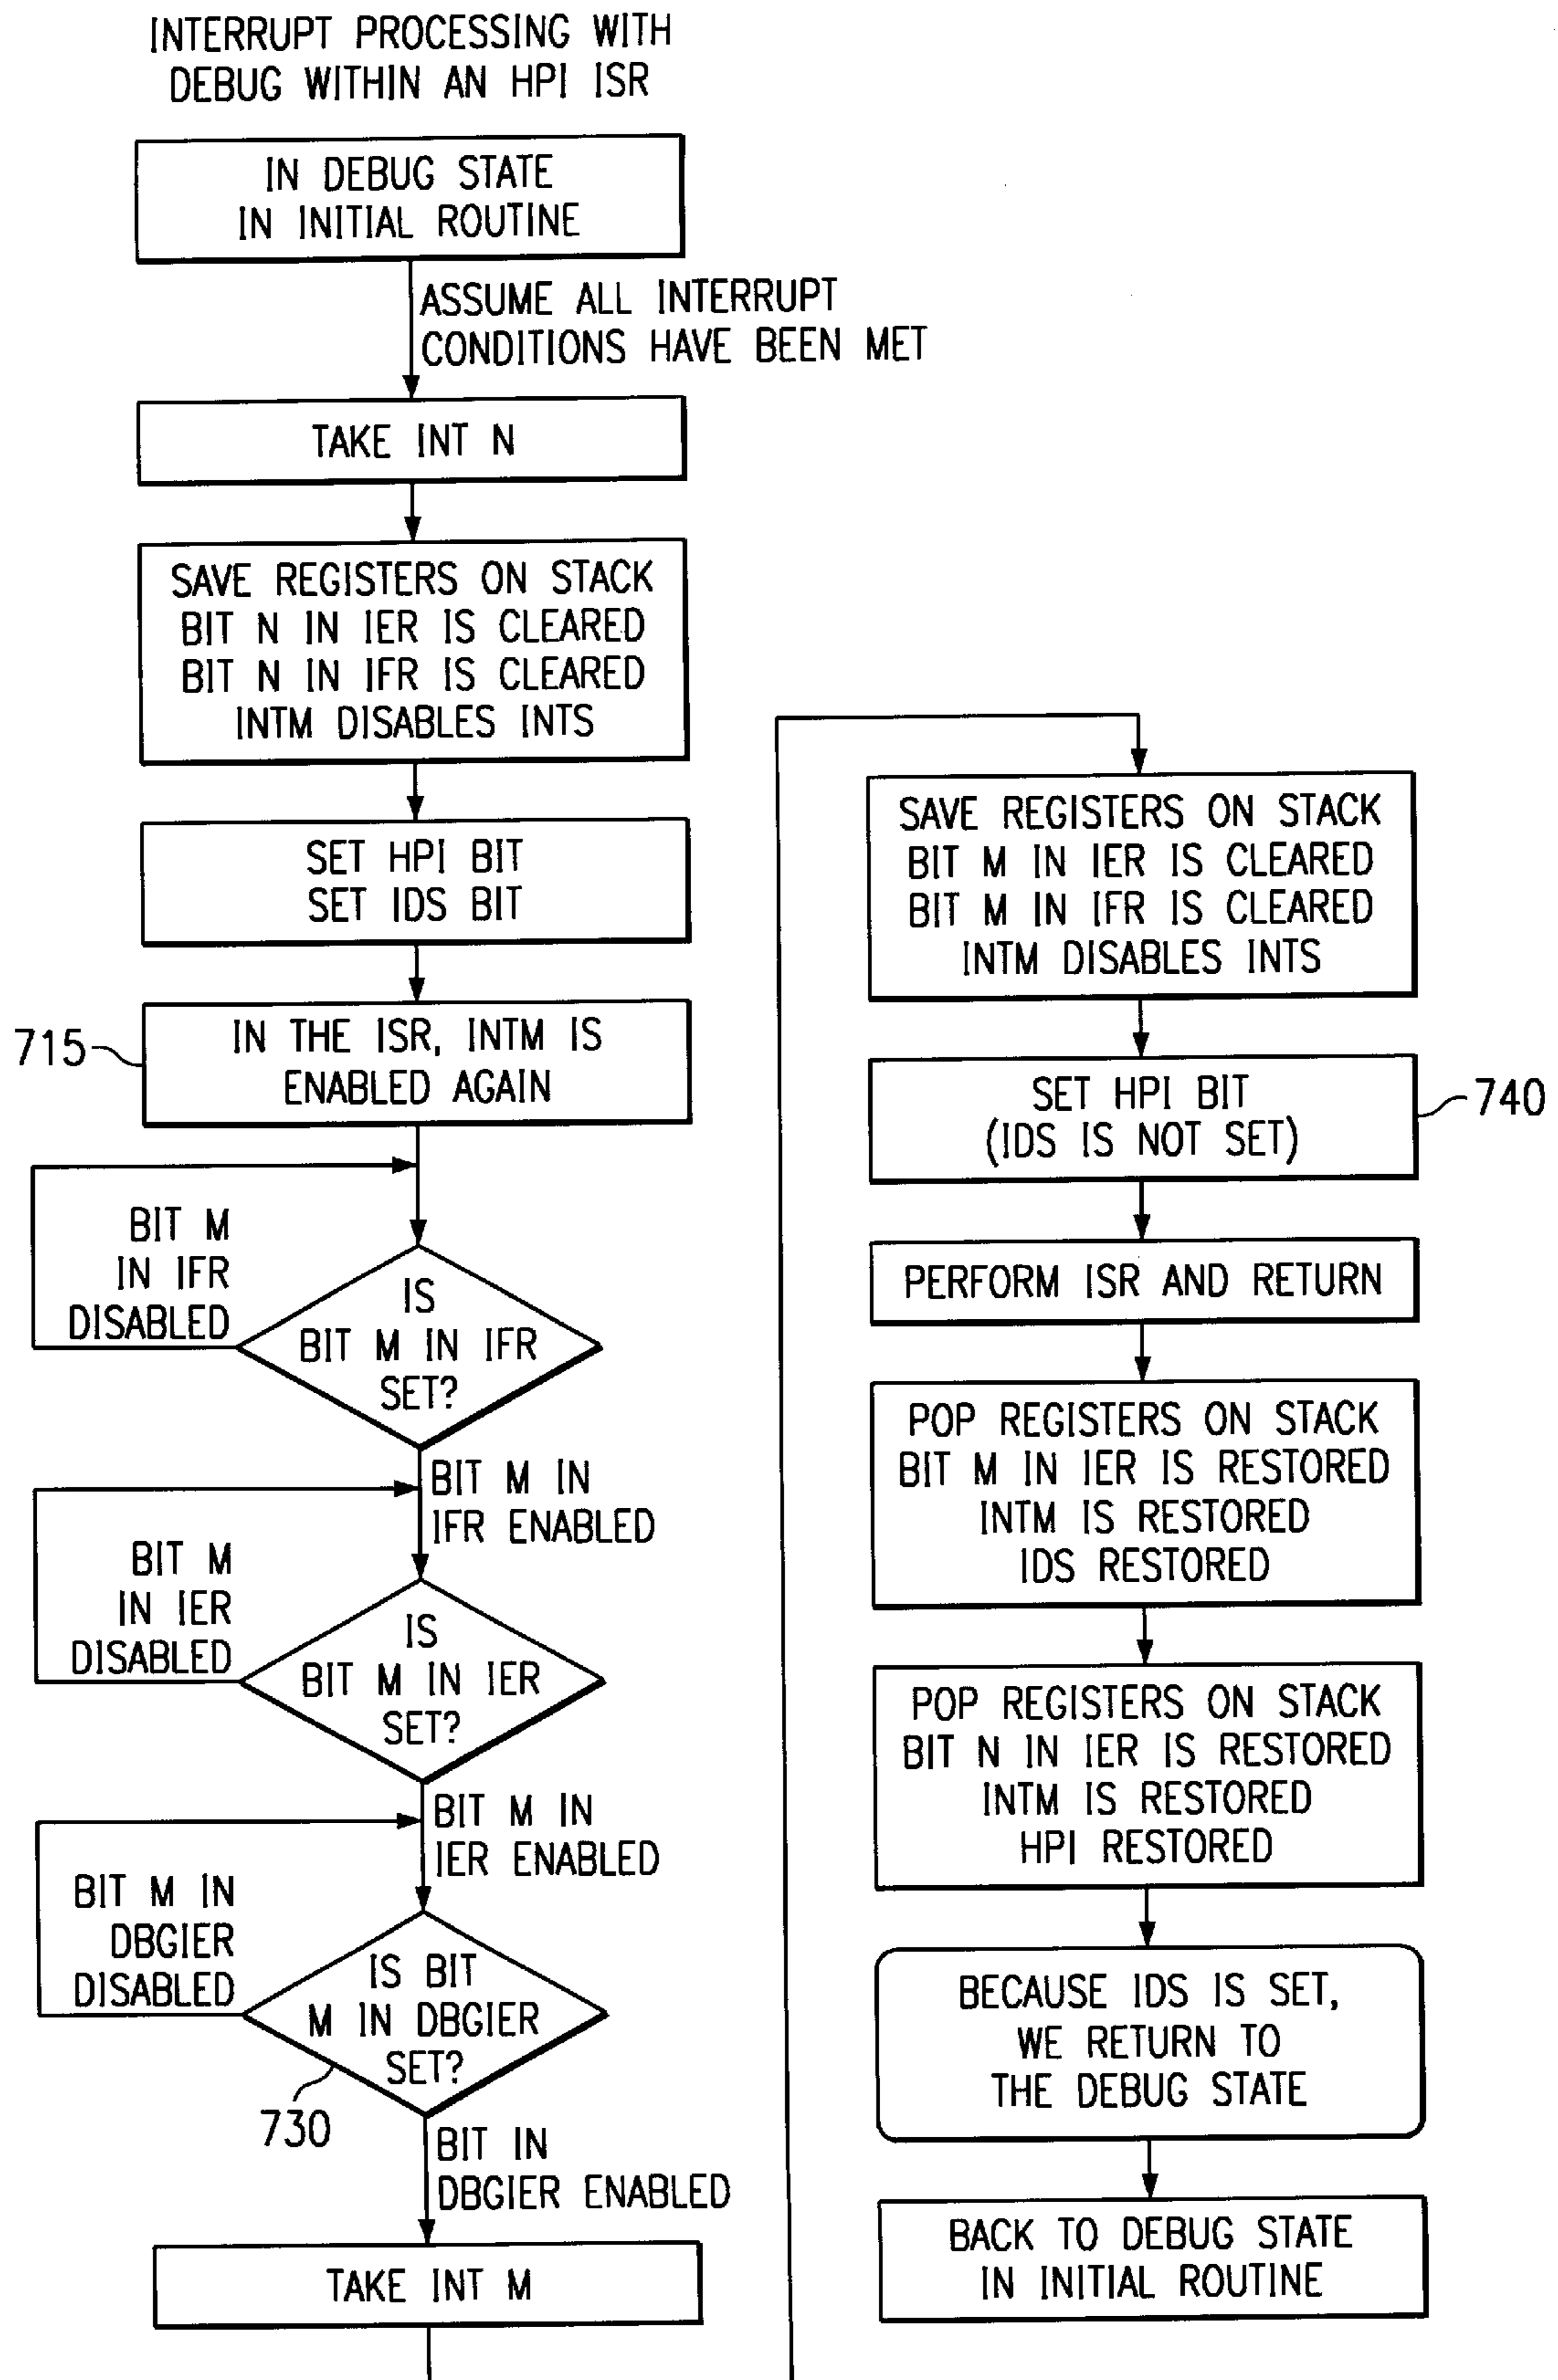 INTERRUPT PROCESSING WITH
DEBUG WITHIN AN HPI ISR
IN DEBUG STATE
IN INITIAL ROUTINE
ASSUME ALL INTERRUPT
CONDITIONS HAVE BEEN MET
TAKE INT N
SAVE REGISTERS ON STACK
BIT N IN IER IS CLEARED
BIT N IN IFR IS CLEARED
INTM DISABLES INTS
SET HPI BIT
SET IDS BIT
715
IN THE ISR, INTM IS
ENABLED AGAIN
BIT M
IN IFR
DISABLED
IS
BIT M IN IFR
SET?
BIT M IN
IFR ENABLED
BIT M
IN IER
DISABLED
IS
BIT M IN IER
SET?
BIT M IN
IER ENABLED
BIT M IN
DBGIER
DISABLED
IS BIT
M IN DBGIER
SET?
730
BIT IN
DBGIER ENABLED
TAKE INT M
SAVE REGISTERS ON STACK
BIT M IN IER IS CLEARED
BIT M IN IFR IS CLEARED
INTM DISABLES INTS
SET HPI BIT
(IDS IS NOT SET)
740
PERFORM ISR AND RETURN
POP REGISTERS ON STACK
BIT M IN IER IS RESTORED
INTM IS RESTORED
IDS RESTORED
POP REGISTERS ON STACK
BIT N IN IER IS RESTORED
INTM IS RESTORED
HPI RESTORED
BECAUSE IDS IS SET,
WE RETURN TO
THE DEBUG STATE
BACK TO DEBUG STATE
IN INITIAL ROUTINE